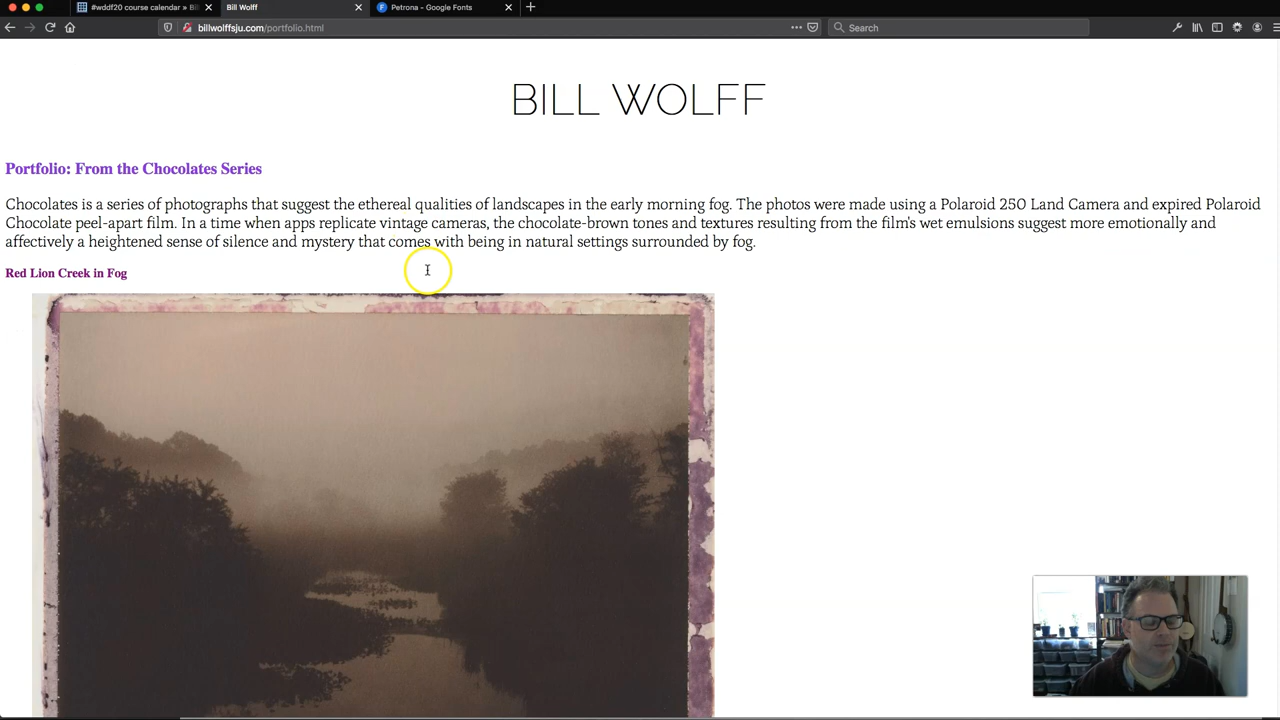 #wddf20 course calendar » Bil
Bill Wolff
Petrona - Google Fonts
billwolffsju.com/portfolio.html
Search
BILL WOLFF
Portfolio: From the Chocolates Series
Chocolates is a series of photographs that suggest the ethereal qualities of landscapes in the early morning fog. The photos were made using a Polaroid 250 Land Camera and expired Polaroid
Chocolate peel-apart film. In a time when apps replicate vintage cameras, the chocolate-brown tones and textures resulting from the film's wet emulsions suggest more emotionally and
affectively a heightened sense of silence and mystery that comes with being in natural settings surrounded by fog.
Red Lion Creek in Fog